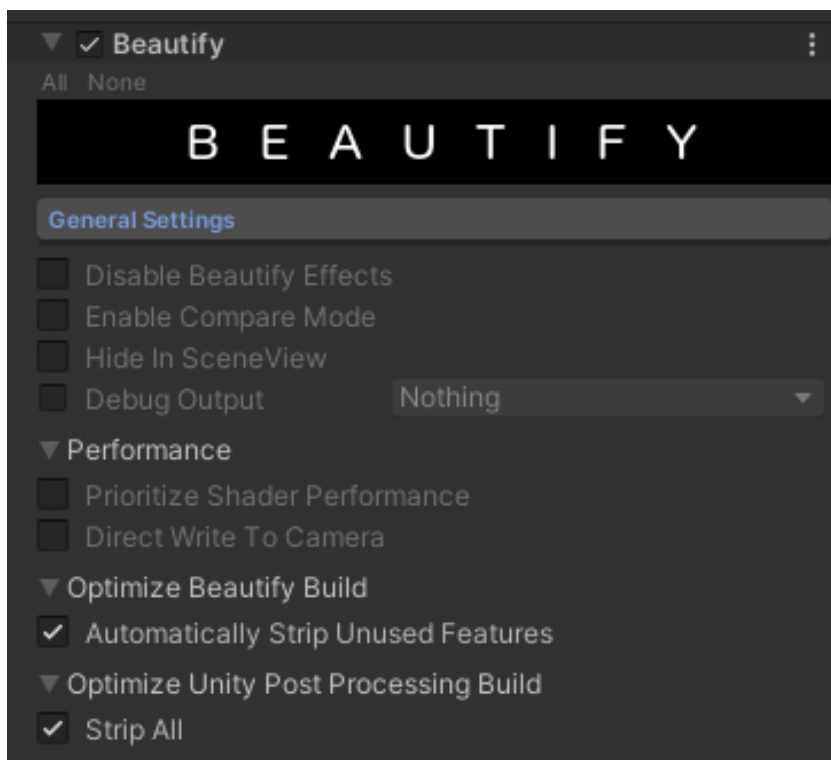 Beautify
All None
BEAUTIFY
General Settings
Disable Beautify Effects
Enable Compare Mode
Hide In SceneView
Debug Output Nothing
Performance
Prioritize Shader Performance
Direct Write To Camera
Optimize Beautify Build
Automatically Strip Unused Features
Optimize Unity Post Processing Build
Strip All